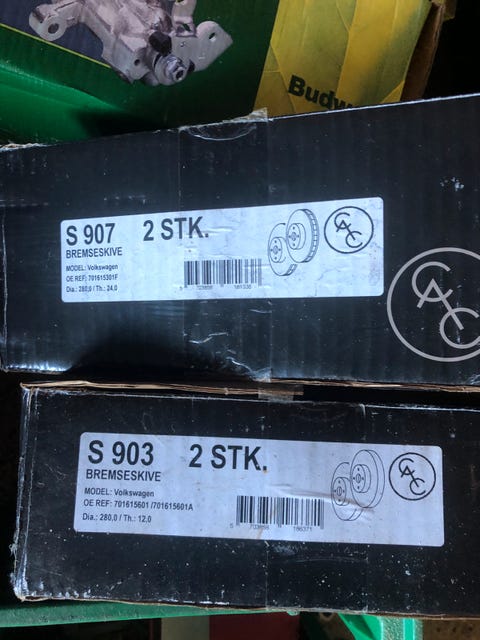 Budw
S 907 2 STK.
BREMSESKIVE
MODEL: Volkswagen
OE REF: 701615301F
Dia.: 280,0 / Th.: 24,0
CAC
CAC
S 903 2 STK.
BREMSESKIVE
MODEL: Volkswagen
OE REF: 701615601 /701615601A
Dia.: 280,0 / Th.: 12,0
CAC